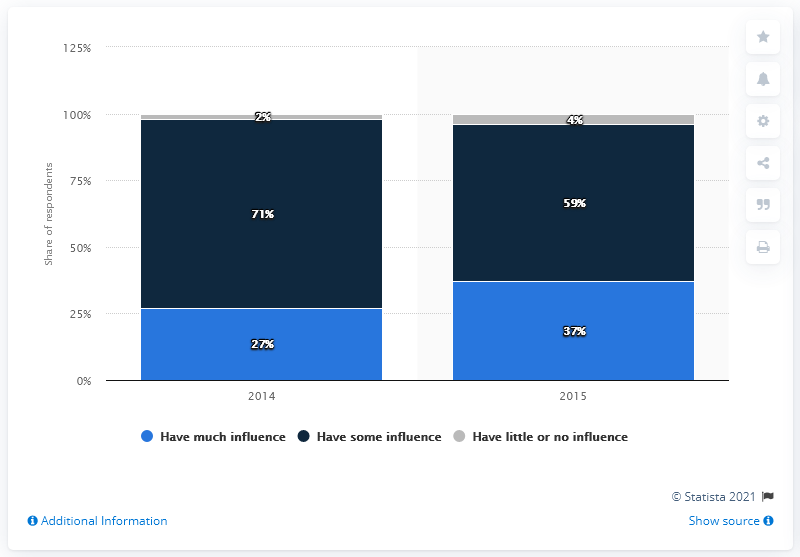 125%
100%
75%
50%
25%
0%
Share of respondents
2%
71%
27%
4%
59%
37%
2014
2015
Have much influence
Have some influence
Have little or no influence
© Statista 2021
Additional Information
Show source